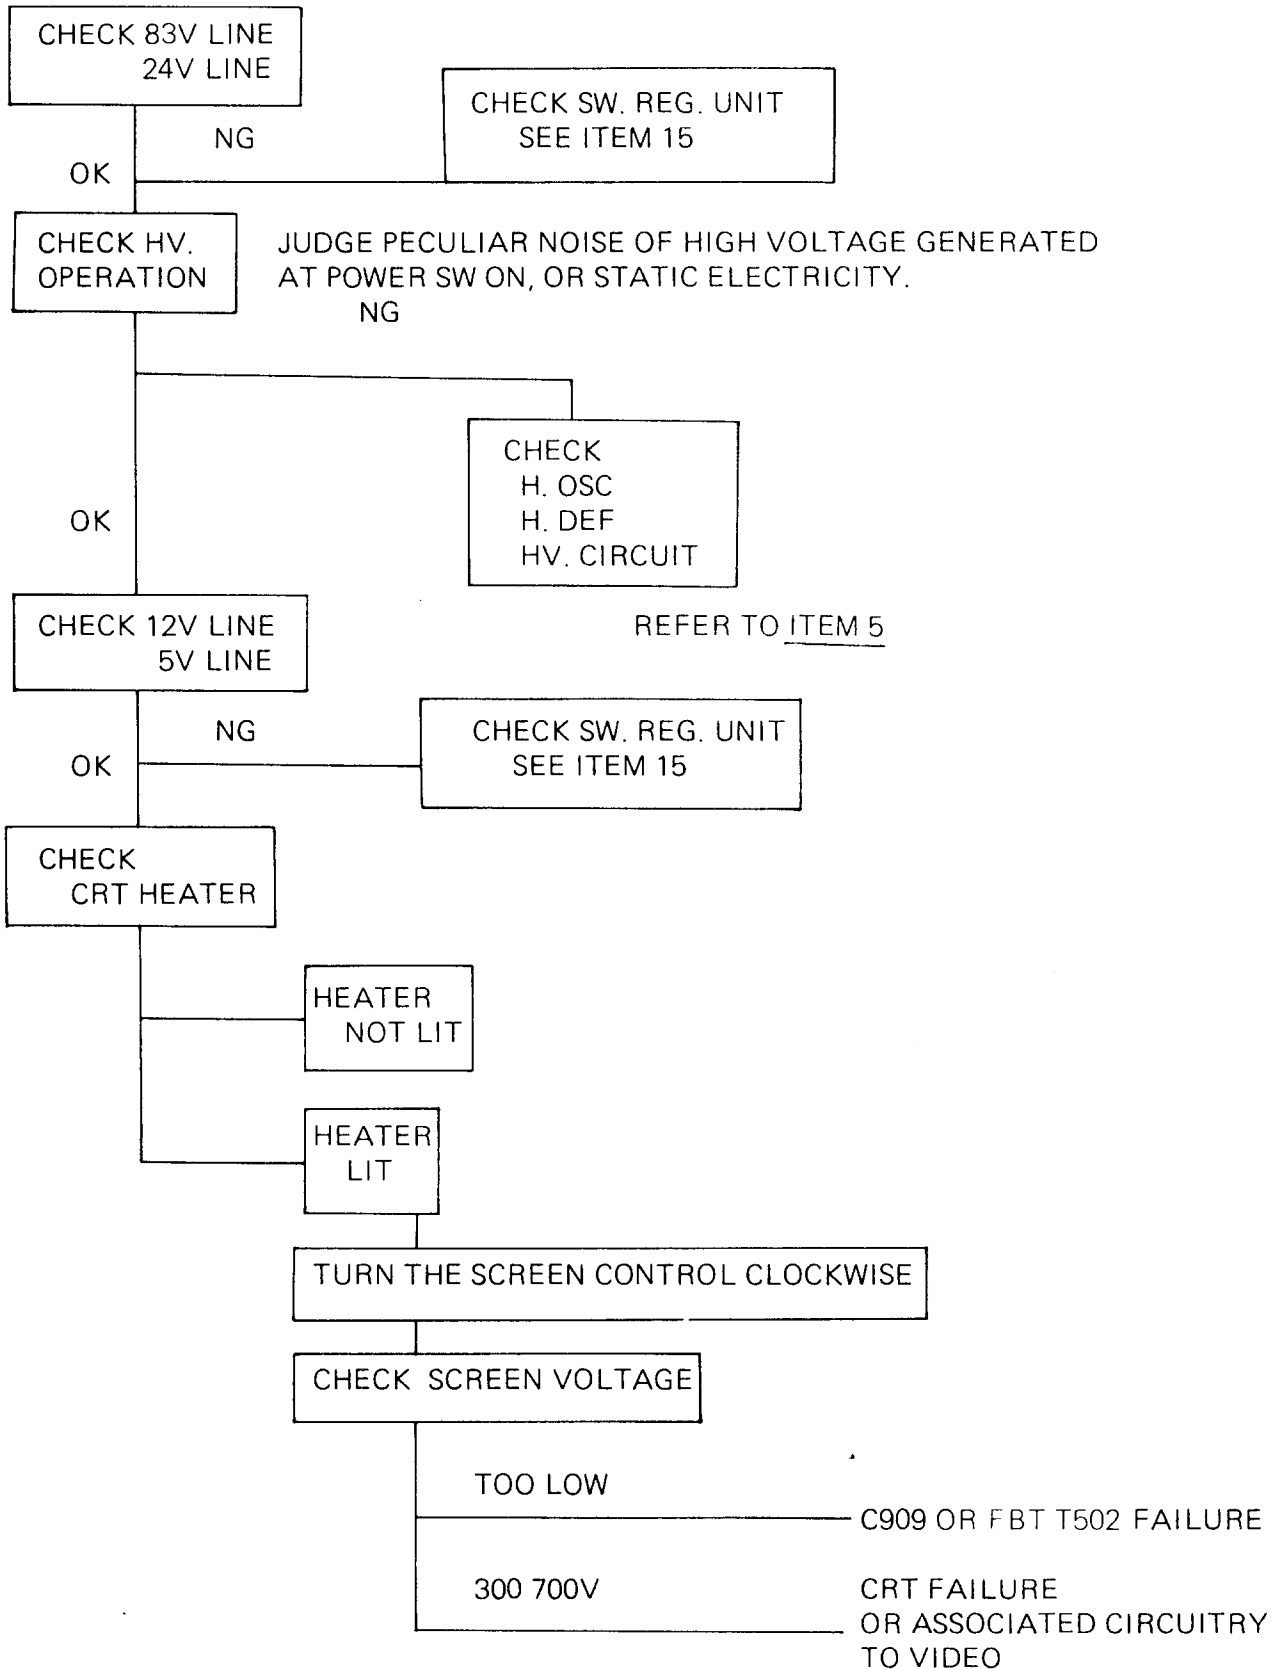 CHECK 83V LINE
24V LINE
CHECK SW. REG. UNIT
SEE ITEM 15
NG
OK
CHECK HV.
OPERATION
JUDGE PECULIAR NOISE OF HIGH VOLTAGE GENERATED
AT POWER SW ON, OR STATIC ELECTRICITY.
NG
CHECK
H. OSC
H. DEF
HV. CIRCUIT
OK
CHECK 12V LINE
5V LINE
REFER TO ITEM 5
NG
CHECK SW. REG. UNIT
SEE ITEM 15
OK
CHECK
CRT HEATER
HEATER
NOT LIT
HEATER
LIT
TURN THE SCREEN CONTROL CLOCKWISE
CHECK SCREEN VOLTAGE
TOO LOW
C909 OR FBT T502 FAILURE
300 700V
CRT FAILURE
OR ASSOCIATED CIRCUITRY
TO VIDEO